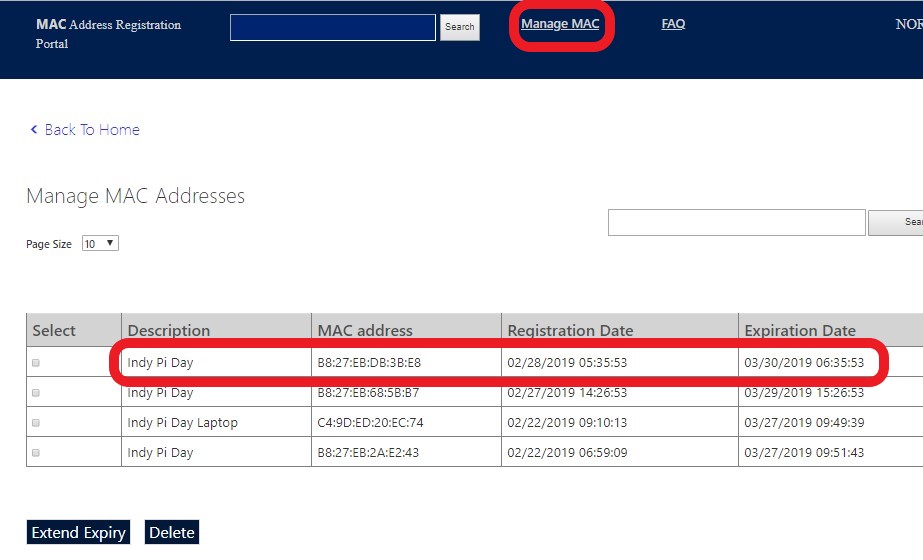 MAC Address Registration
Portal
Search
Manage MAC
FAQ
Back To Home
Manage MAC Addresses
Page Size 10
Select Description MAC address Registration Date Expiration Date
Indy Pi Day B8:27:EB:DB:3B:E8 02/28/2019 05:35:53 03/30/2019 06:35:53
Indy Pi Day B8:27:EB:68:5B:B7 02/27/2019 14:26:53 03/29/2019 15:26:53
Indy Pi Day Laptop C4:9D:ED:20:EC:74 02/22/2019 09:10:13 03/27/2019 09:49:39
Indy Pi Day B8:27:EB:2A:E2:43 02/22/2019 06:59:09 03/27/2019 09:51:43
Extend Expiry Delete